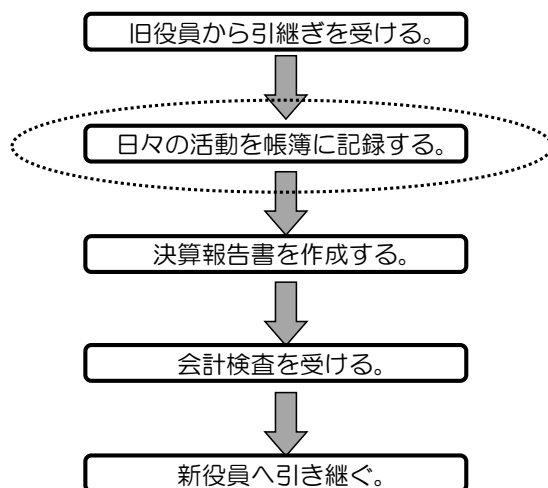 旧役員から引継ぎを受ける。
日々の活動を帳簿に記録する。
決算報告書を作成する。
会計検査を受ける。
新役員へ引き継ぐ。